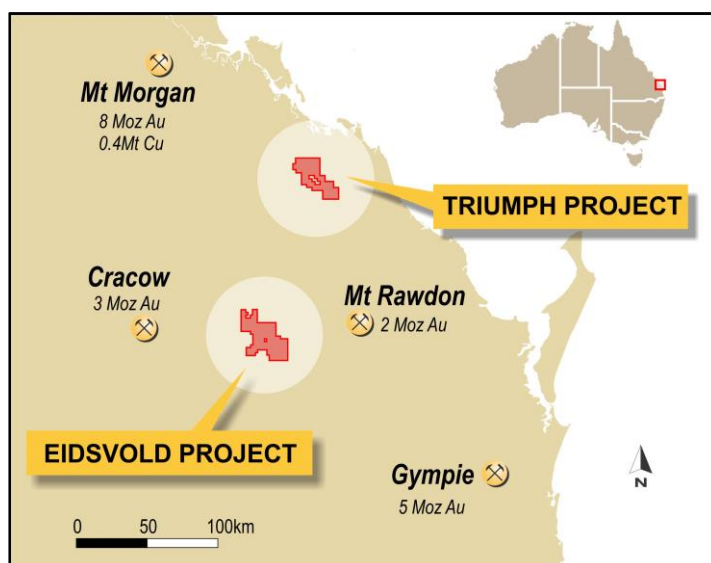 Mt Morgan
8 Moz Au
0.4Mt Cu
TRIUMPH PROJECT
Cracow
3 Moz Au
Mt Rawdon
2 Moz Au
EIDSVOLD PROJECT
Gympie
5 Moz Au
N
0 50 100km